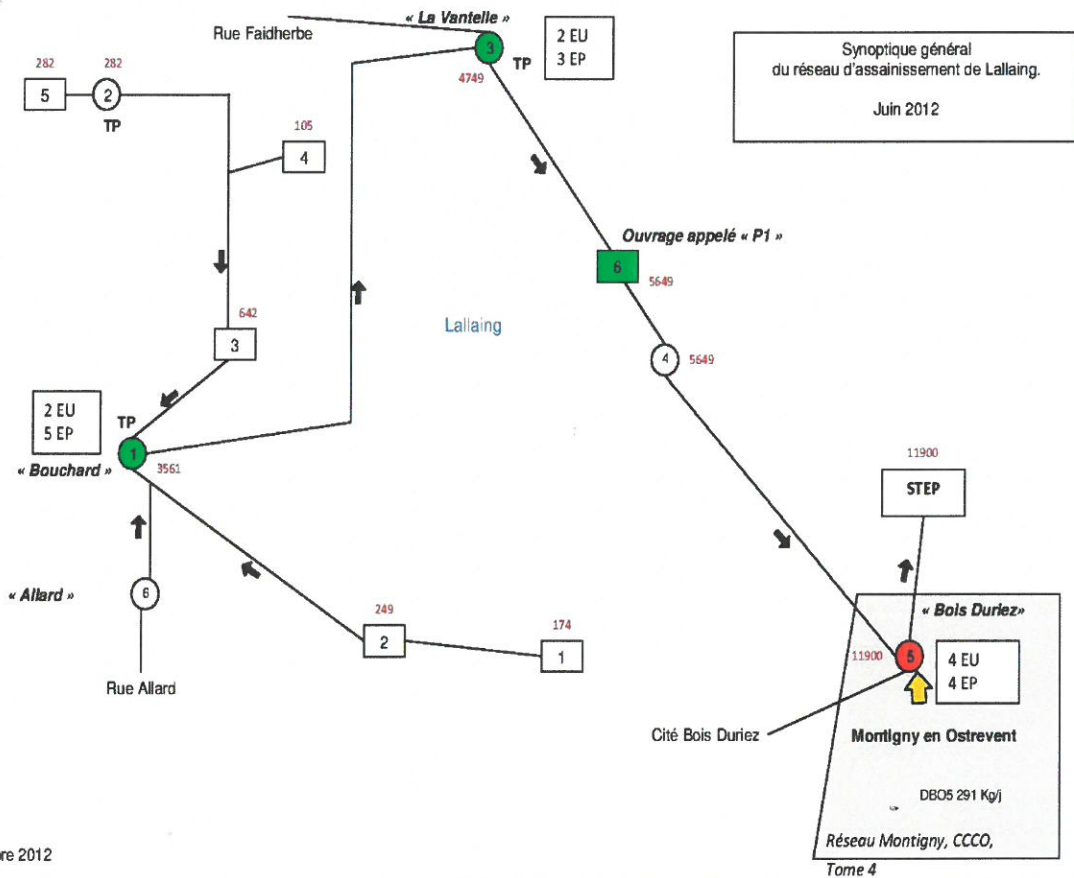 « La Vantelle »
Rue Faidherbe
3
TP
4749
2 EU
3 EP
Synoptique général
du réseau d'assainissement de Lallaing.
Juin 2012
282
282
5
2
TP
105
4
Ouvrage appelé « P1 »
6
5649
642
3
Lallaing
4
5649
2 EU
5 EP
TP
1
« Bouchard »
3561
11900
STEP
« Allard »
6
249
2
174
1
Rue Allard
« Bois Duriez»
11900
5
4 EU
4 EP
Cité Bois Duriez
Montigny en Ostrevent
DBO5 291 Kg/j
Réseau Montigny, CCCO,
Tome 4
re 2012